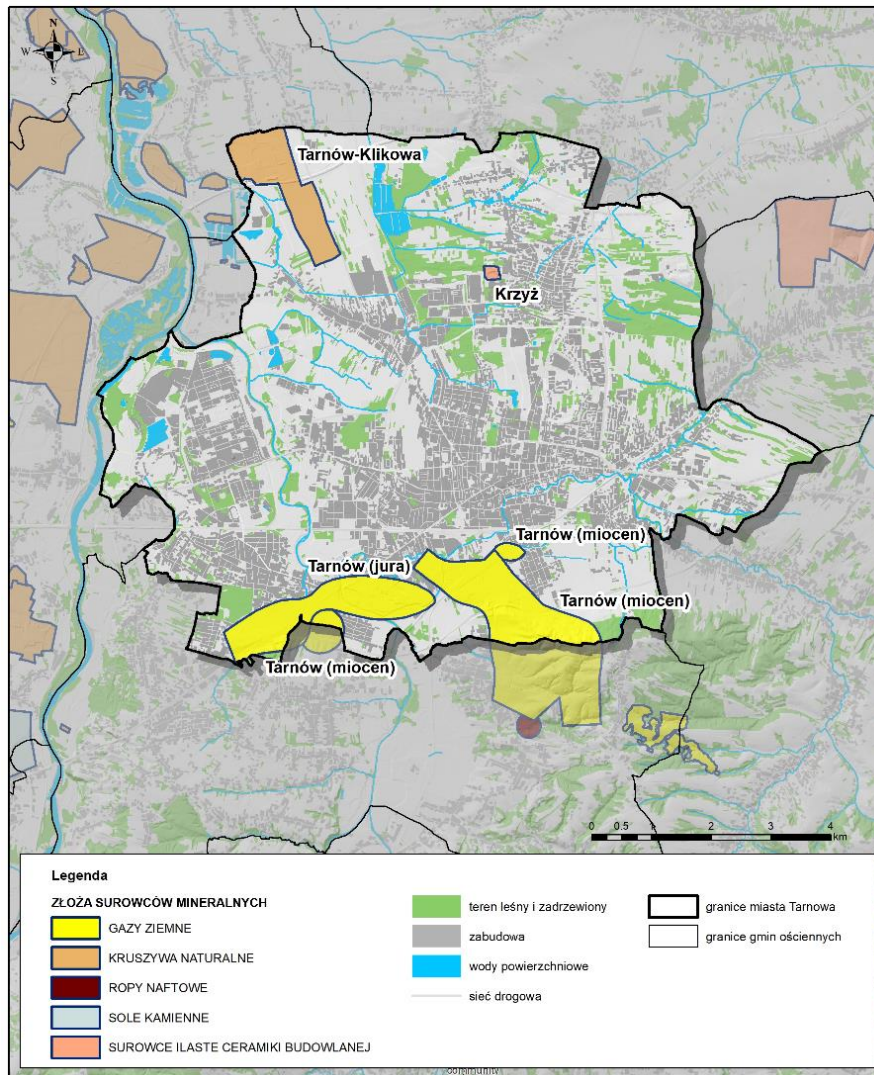 N
W L
S
Tarnów-Klikowa
Krzyż
Tarnów (miocen)
Tarnów (jura)
Tarnów (miocen)
Tarnów (miocen)
0 0.5 1 2 3 4
km
Legenda
ZŁOŻA SUROWCÓW MINERALNYCH
GAZY ZIEMNE
KRUSZYWA NATURALNE
ROPY NAFTOWE
SOLE KAMIENNE
SUROWCE ILASTE CERAMIKI BUDOWLANEJ
teren leśny i zadrzewiony
zabudowa
wody powierzchniowe
sieć drogowa
granice miasta Tarnowa
granice gmin ościennych
community